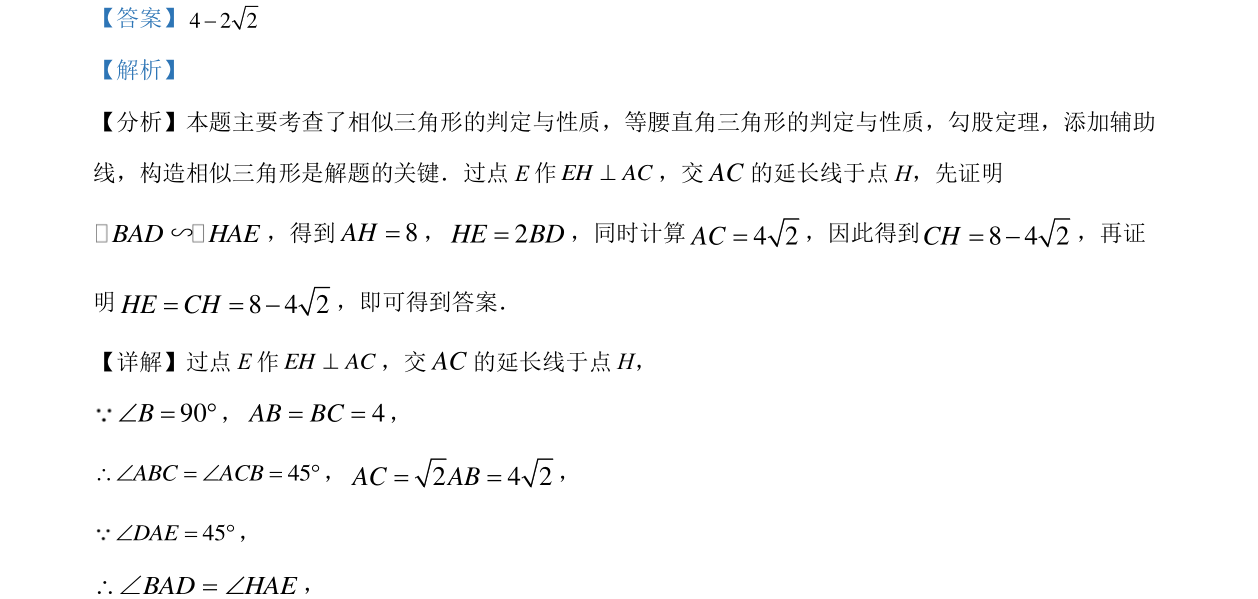 【答案】4−2√2
【解析】
【分析】本题主要考查了相似三角形的判定与性质，等腰直角三角形的判定与性质，勾股定理，添加辅助
线，构造相似三角形是解题的关键．过点 E 作 EH ⊥ AC，交 AC 的延长线于点 H，先证明
□BAD ∽□HAE，得到 AH = 8，HE = 2BD，同时计算 AC = 4√2，因此得到 CH = 8−4√2，再证
明 HE = CH = 8−4√2，即可得到答案．
【详解】过点 E 作 EH ⊥ AC，交 AC 的延长线于点 H，
∵∠B = 90°，AB = BC = 4，
∴∠ABC = ∠ACB = 45°，AC = √2AB = 4√2，
∵∠DAE = 45°，
∴∠BAD = ∠HAE，